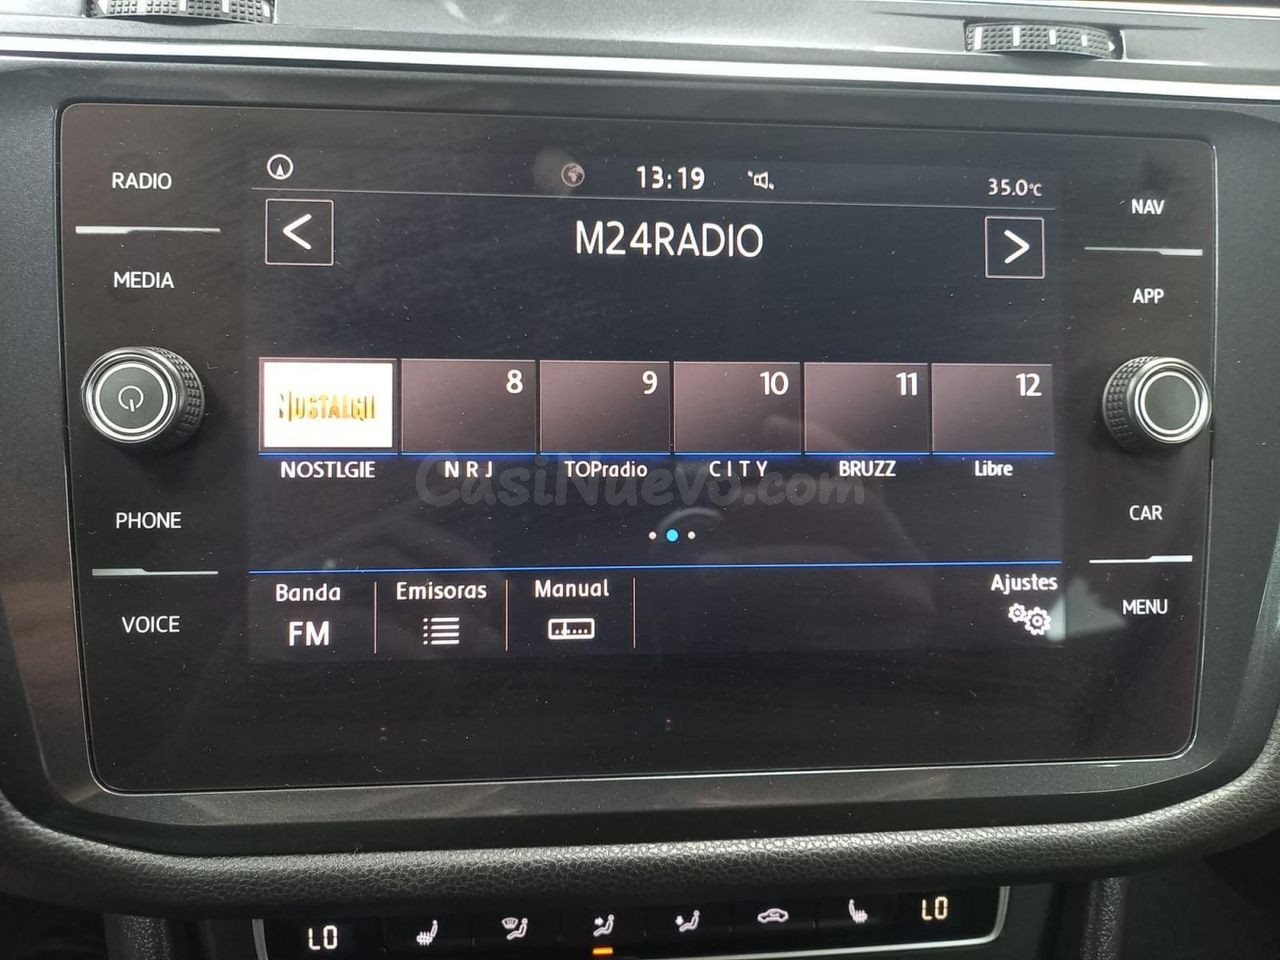 RADIO
MEDIA
PHONE
VOICE
13:19
35.0°C
M24RADIO
NOSTALGIE
8
9
10
11
12
NOSTLGIE
N R J
TOPradio
C I T Y
BRUZZ
Libre
CasiNuevo.com
Banda
FM
Emisoras
Manual
Ajustes
NAV
APP
CAR
MENU
LO
LO